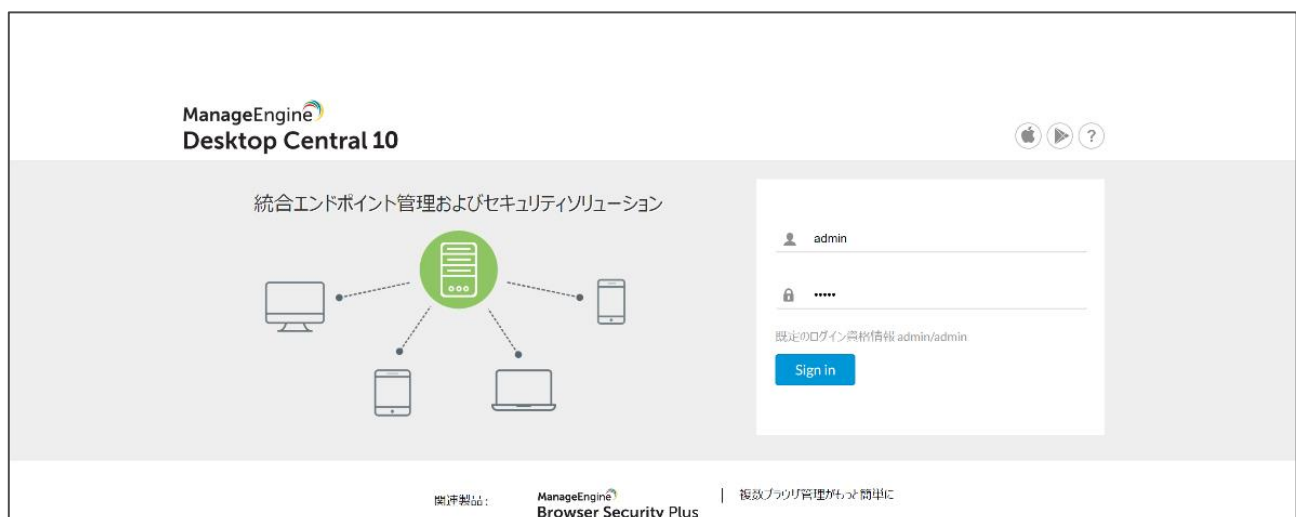 ManageEngine
Desktop Central 10
?
統合エンドポイント管理およびセキュリティソリューション
admin
•••••
既定のログイン資格情報 admin/admin
Sign in
関連製品:
ManageEngine
Browser Security Plus
複数ブラウザ管理がもっと簡単に